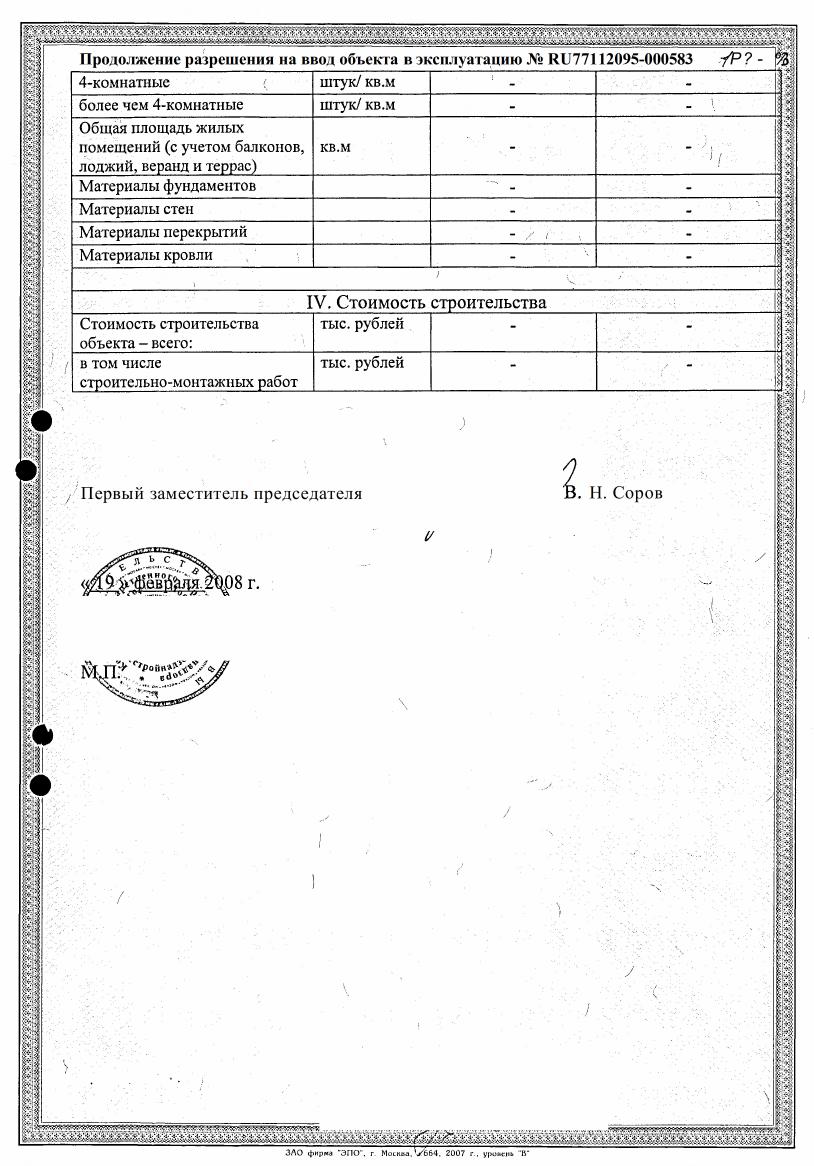 Продолжение разрешения на ввод объекта в эксплуатацию № RU77112095-000583
4-комнатные штук/ кв.м - -
более чем 4-комнатные штук/ кв.м - -
Общая площадь жилых
помещений (с учетом балконов, кв.м - -
лоджий, веранд и террас)
Материалы фундаментов - -
Материалы стен - -
Материалы перекрытий - -
Материалы кровли - -
IV. Стоимость строительства
Стоимость строительства тыс. рублей - -
объекта – всего:
в том числе тыс. рублей - -
строительно-монтажных работ
Первый заместитель председателя В. Н. Соров
« 19 » февраля 2008 г.
М.П.
ЗАО фирма "ЭПО", г. Москва, 664, 2007 г., уровень "В"